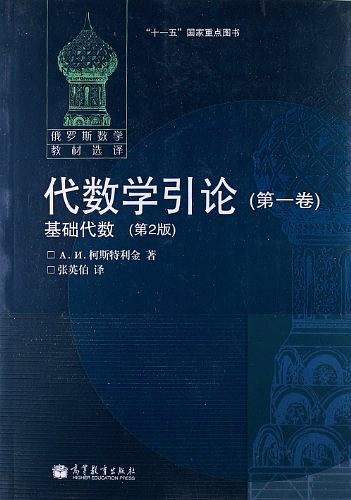 “十一五”国家重点图书
俄罗斯数学
教材选译
代数学引论(第一卷)
基础代数 (第2版)
□ А. И. 柯斯特利金 著
□ 张英伯 译
高等教育出版社
HIGHER EDUCATION PRESS